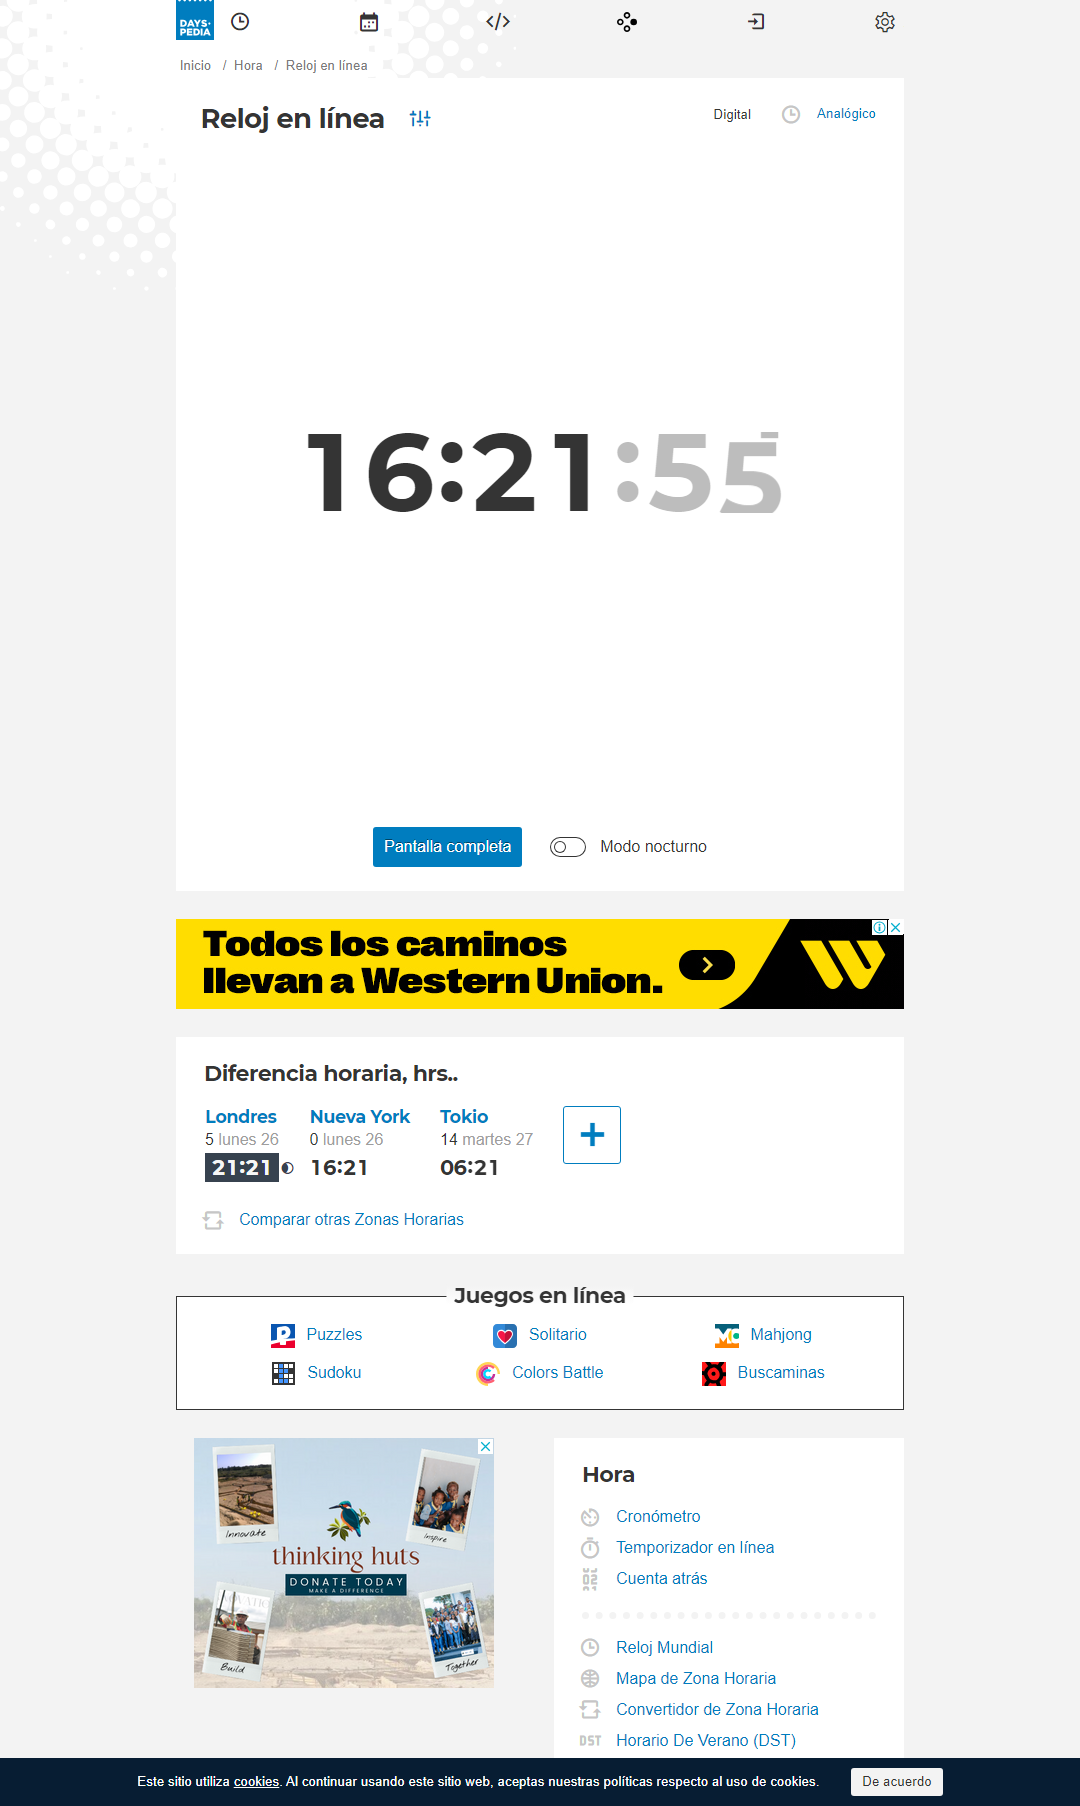 DAYS·
PEDIA
Inicio / Hora / Reloj en línea
Reloj en línea
Digital
Analógico
16:21:55
Pantalla completa
Modo nocturno
Todos los caminos
llevan a Western Union.
Diferencia horaria, hrs..
Londres
5 lunes 26
21:21
Nueva York
0 lunes 26
16:21
Tokio
14 martes 27
06:21
Comparar otras Zonas Horarias
Juegos en línea
Puzzles
Solitario
Mahjong
Sudoku
Colors Battle
Buscaminas
Innovate
Inspire
thinking huts
DONATE TODAY
MAKE A DIFFERENCE
Build
Together
Hora
Cronómetro
Temporizador en línea
Cuenta atrás
Reloj Mundial
Mapa de Zona Horaria
Convertidor de Zona Horaria
DST Horario De Verano (DST)
Este sitio utiliza cookies. Al continuar usando este sitio web, aceptas nuestras políticas respecto al uso de cookies.
De acuerdo